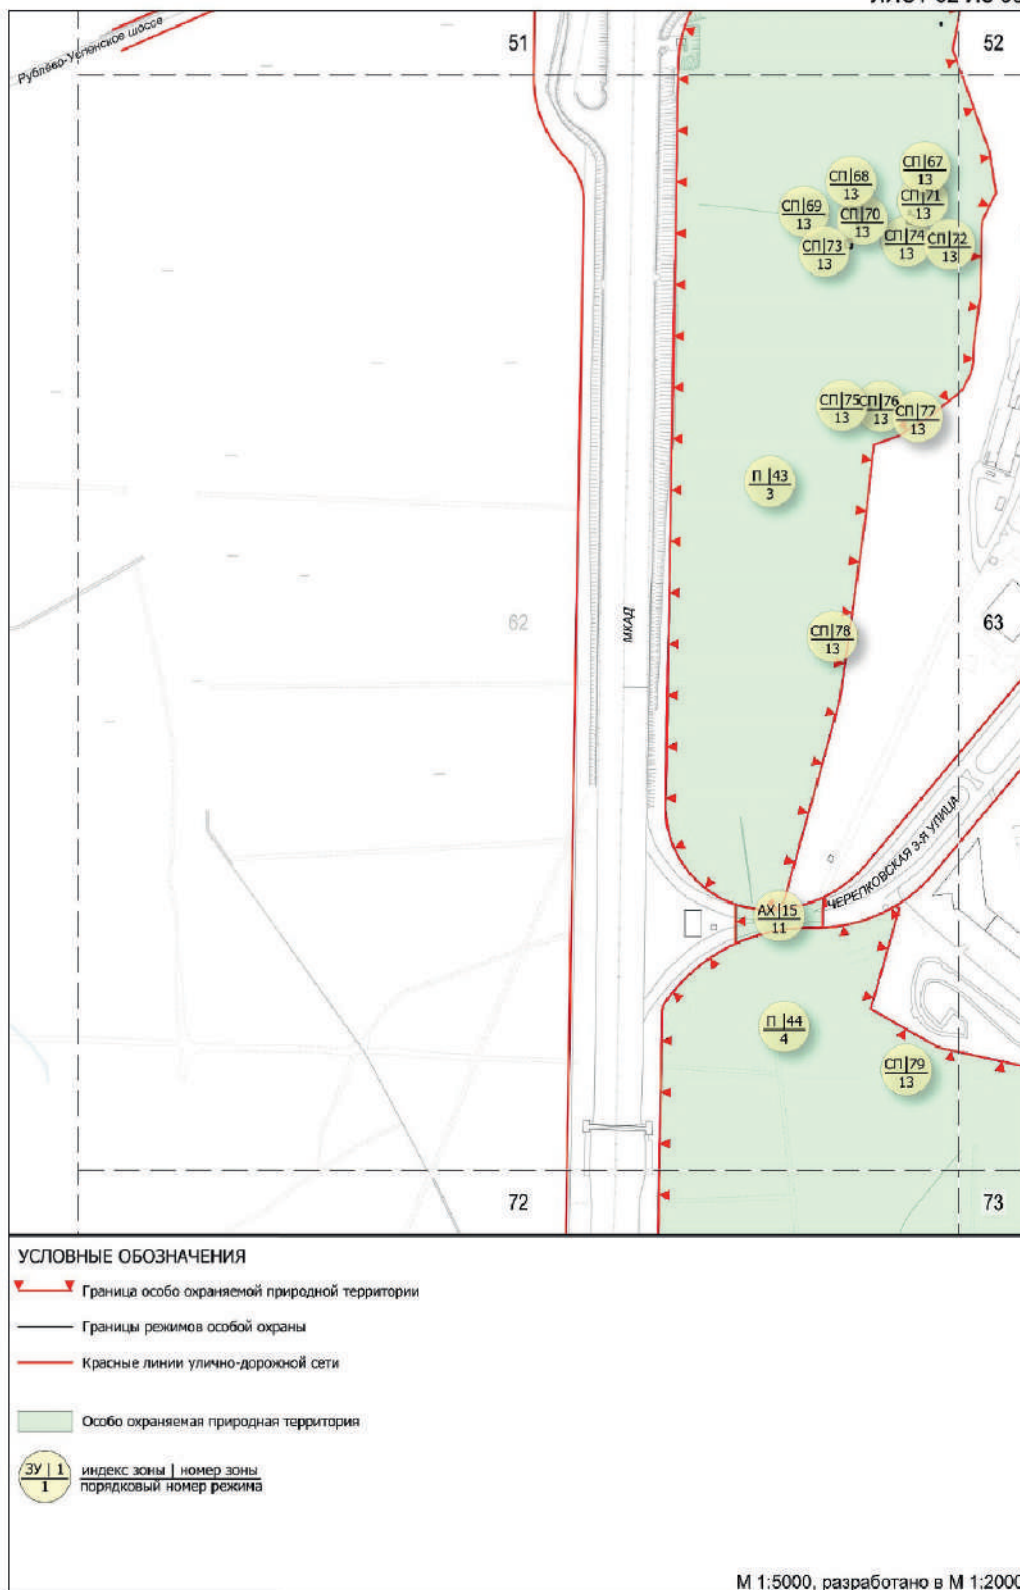 51
52
Рублёво-Успенское шоссе
СП|67
13
СП|68
13
СП|71
13
СП|69
13
СП|70
13
СП|74
13
СП|72
13
СП|73
13
СП|75
13
СП|76
13
СП|77
13
П |43
3
62
МКАД
СП|78
13
63
ЧЕРЕПКОВСКАЯ 3-Я УЛИЦА
АХ|15
11
П |44
4
СП|79
13
72
73
УСЛОВНЫЕ ОБОЗНАЧЕНИЯ
Граница особо охраняемой природной территории
Границы режимов особой охраны
Красные линии улично-дорожной сети
Особо охраняемая природная территория
ЗУ | 1
1
индекс зоны | номер зоны
порядковый номер режима
М 1:5000, разработано в М 1:2000